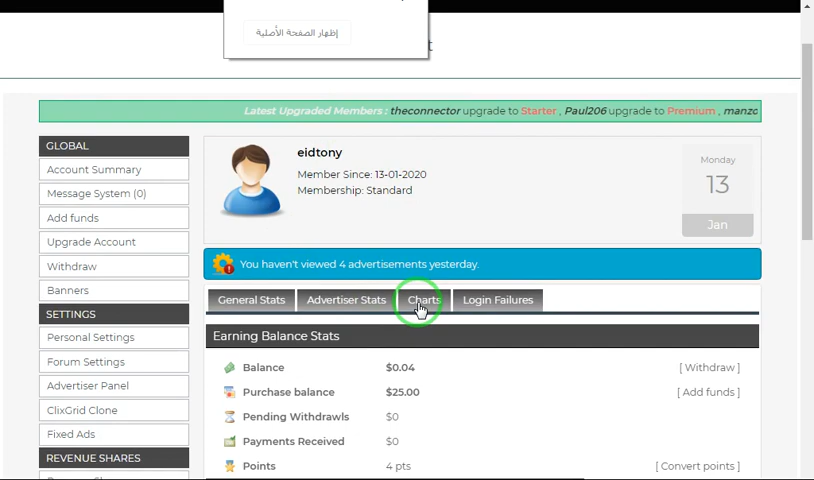 إظهار الصفحة الأصلية
Latest Upgraded Members : theconnector upgrade to Starter , Paul206 upgrade to Premium , manzo
GLOBAL
Account Summary
Message System (0)
Add funds
Upgrade Account
Withdraw
Banners
SETTINGS
Personal Settings
Forum Settings
Advertiser Panel
ClixGrid Clone
Fixed Ads
REVENUE SHARES
eidtony
Member Since: 13-01-2020
Membership: Standard
Monday
13
Jan
You haven't viewed 4 advertisements yesterday.
General Stats
Advertiser Stats
Charts
Login Failures
Earning Balance Stats
Balance $0.04 [ Withdraw ]
Purchase balance $25.00 [ Add funds ]
Pending Withdrawls $0
Payments Received $0
Points 4 pts [ Convert points ]